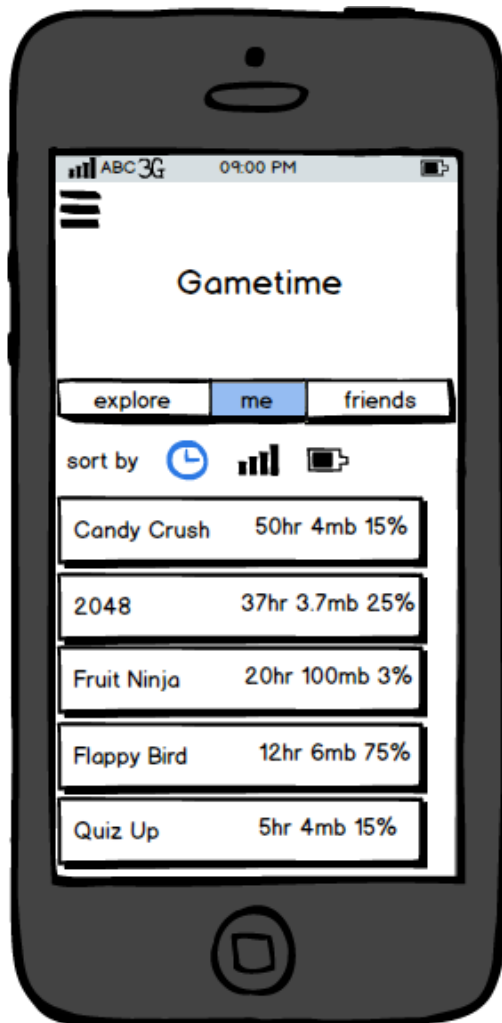 ABC 3G 09:00 PM
Gametime
explore me friends
sort by
Candy Crush 50hr 4mb 15%
2048 37hr 3.7mb 25%
Fruit Ninja 20hr 100mb 3%
Flappy Bird 12hr 6mb 75%
Quiz Up 5hr 4mb 15%